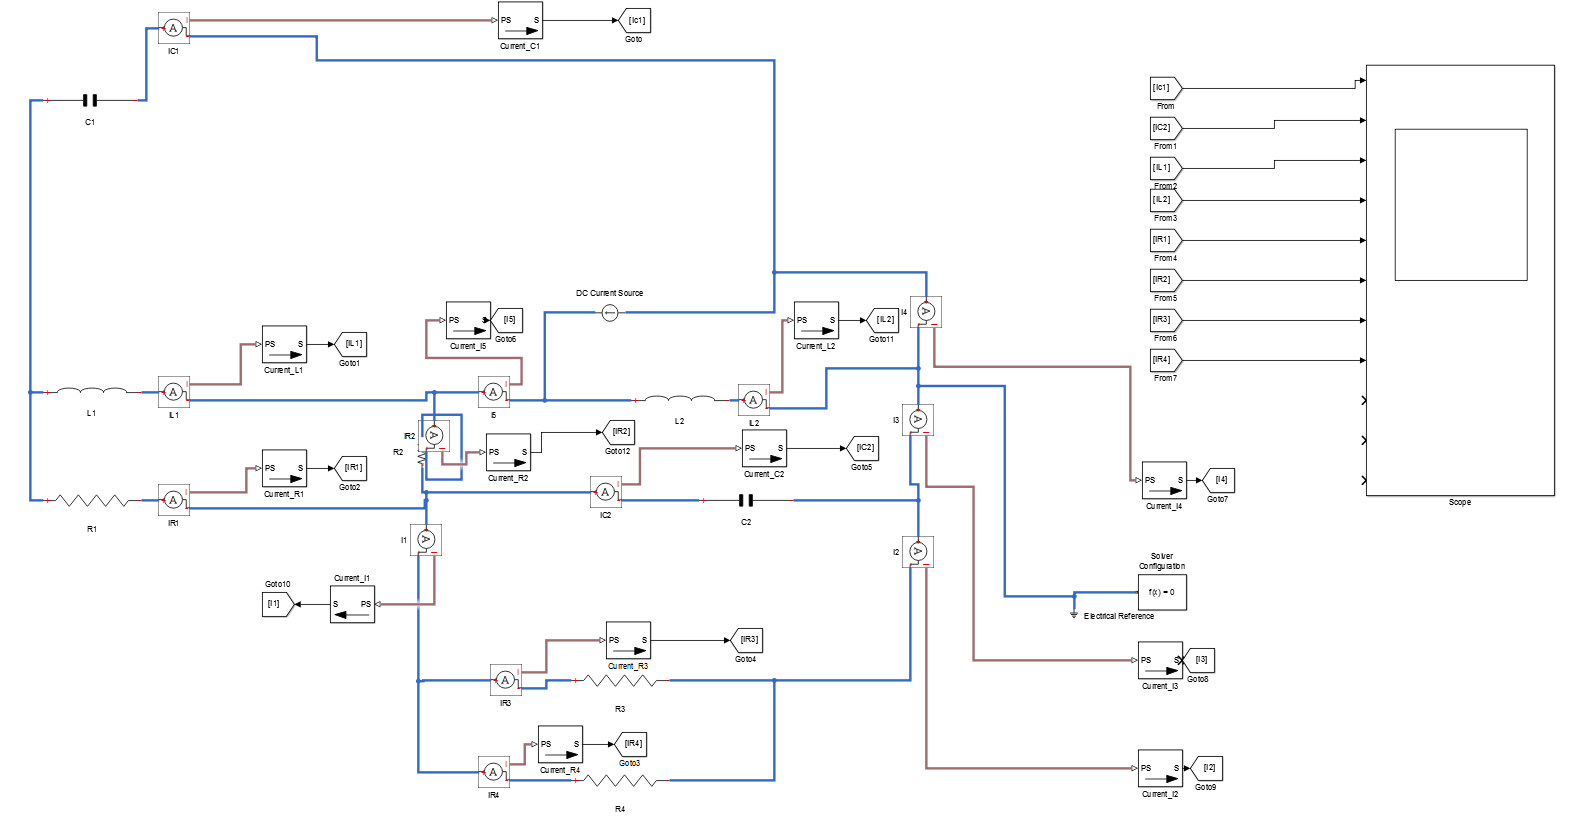 A
IC1
PS S
Current_C1
[Ic1]
Goto
C1
[Ic1]
From
[IC2]
From1
[IL1]
From2
[IL2]
From3
[IR1]
From4
[IR2]
From5
[IR3]
From6
[IR4]
From7
Scope
DC Current Source
PS S
Current_I5
[I5]
Goto6
PS S
Current_L2
[IL2]
Goto11
A
I4
PS S
Current_L1
[IL1]
Goto1
L1
A
IL1
A
I5
L2
A
IL2
A
I3
IR2
A
R2
PS S
Current_R2
[IR2]
Goto12
PS S
Current_C2
[IC2]
Goto5
PS S
Current_R1
[IR1]
Goto2
R1
A
IR1
A
IC2
C2
PS S
Current_I4
[I4]
Goto7
I1
A
I2
A
Solver
Configuration
f(x) = 0
Electrical Reference
Goto10
[I1]
Current_I1
S PS
PS S
Current_R3
[IR3]
Goto4
A
IR3
R3
PS S
Current_I3
[I3]
Goto8
PS S
Current_R4
[IR4]
Goto3
A
IR4
R4
PS S
Current_I2
[I2]
Goto9